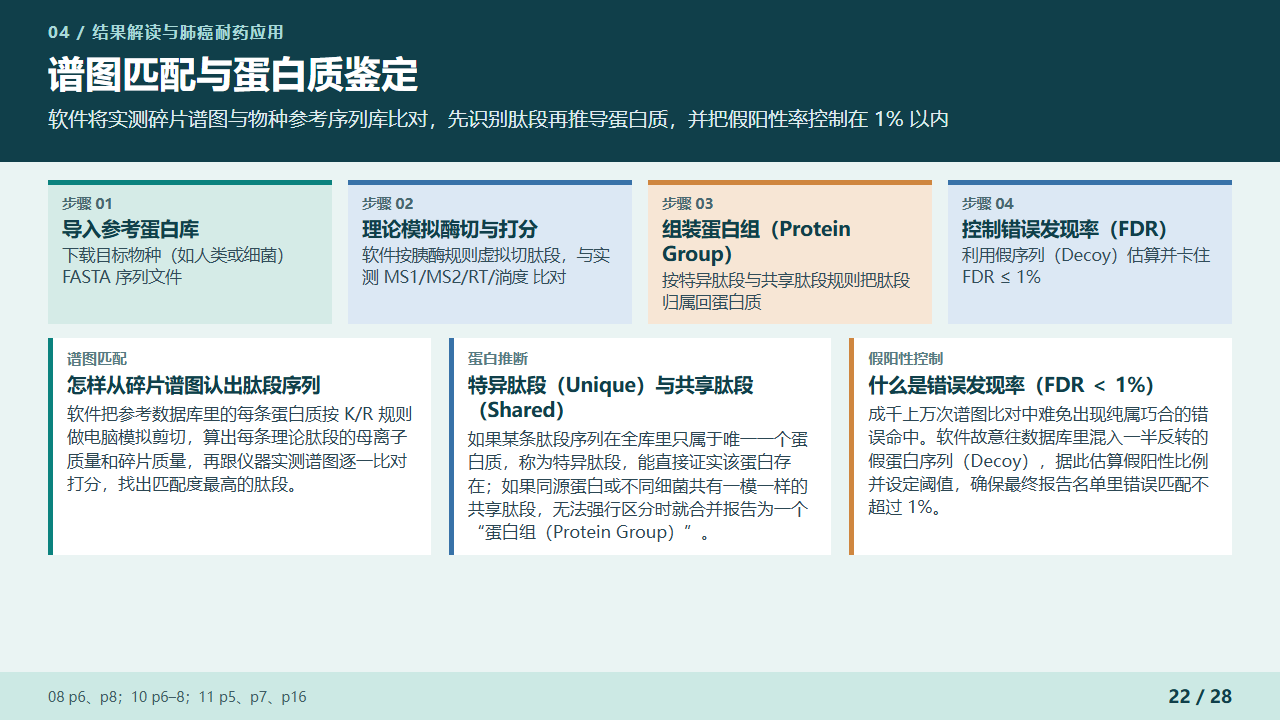 04 / 结果解读与肺癌耐药应用
谱图匹配与蛋白质鉴定
软件将实测碎片谱图与物种参考序列库比对，先识别肽段再推导蛋白质，并把假阳性率控制在 1% 以内
步骤 01
导入参考蛋白库
下载目标物种（如人类或细菌）
FASTA 序列文件
步骤 02
理论模拟酶切与打分
软件按胰酶规则虚拟切肽段，与实
测 MS1/MS2/RT/淌度 比对
步骤 03
组装蛋白组（Protein
Group）
按特异肽段与共享肽段规则把肽段
归属回蛋白质
步骤 04
控制错误发现率（FDR）
利用假序列（Decoy）估算并卡住
FDR ≤ 1%
谱图匹配
怎样从碎片谱图认出肽段序列
软件把参考数据库里的每条蛋白质按 K/R 规则
做电脑模拟剪切，算出每条理论肽段的母离子
质量和碎片质量，再跟仪器实测谱图逐一比对
打分，找出匹配度最高的肽段。
蛋白推断
特异肽段（Unique）与共享肽段
（Shared）
如果某条肽段序列在全库里只属于唯一一个蛋
白质，称为特异肽段，能直接证实该蛋白存
在；如果同源蛋白或不同细菌共有一模一样的
共享肽段，无法强行区分时就合并报告为一个
“蛋白组（Protein Group）”。
假阳性控制
什么是错误发现率（FDR < 1%）
成千上万次谱图比对中难免出现纯属巧合的错
误命中。软件故意往数据库里混入一半反转的
假蛋白序列（Decoy），据此估算假阳性比例
并设定阈值，确保最终报告名单里错误匹配不
超过 1%。
08 p6、p8；10 p6–8；11 p5、p7、p16
22 / 28